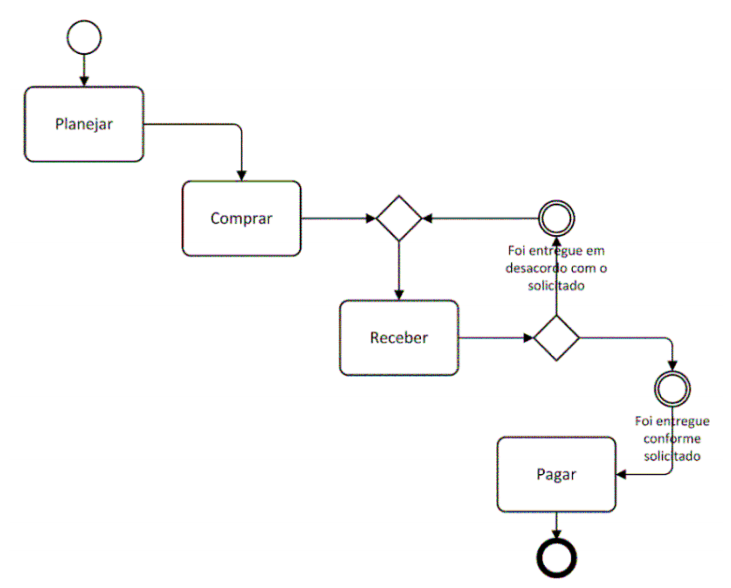 Planejar
Comprar
Foi entregue em
desacordo com o
solicitado
Receber
Foi entregue
conforme
solicitado
Pagar